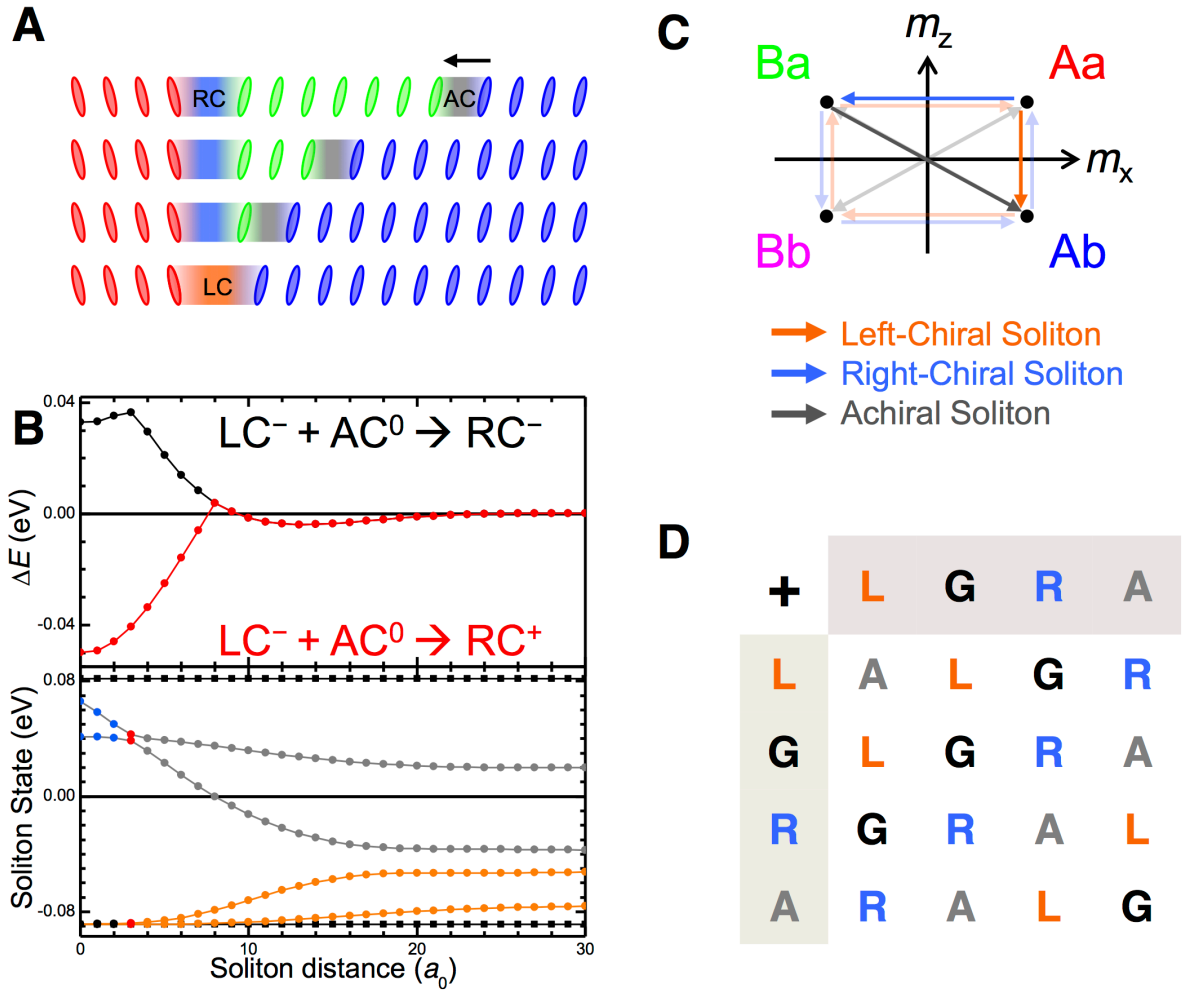 A
RC
AC
LC
B
0.04
0.00
-0.04
ΔE (eV)
LC⁻ + AC⁰ → RC⁻
LC⁻ + AC⁰ → RC⁺
0.08
0.00
-0.08
Soliton State (eV)
0
10
20
30
Soliton distance (a₀)
C
m_z
Ba
Aa
m_x
Bb
Ab
Left-Chiral Soliton
Right-Chiral Soliton
Achiral Soliton
D
+ L G R A
L A L G R
G L G R A
R G R A L
A R A L G